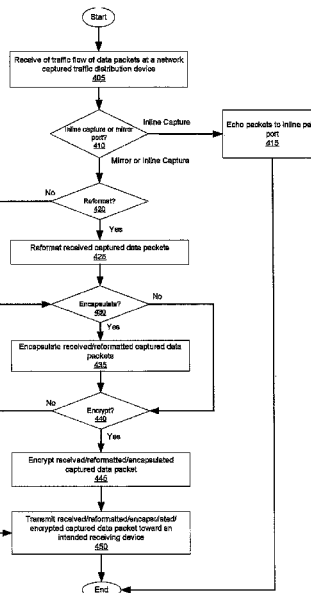 Start
Receive of traffic flow of data packets at a network
captured traffic distribution device
405
Inline capture or mirror
port?
410
Inline Capture
Echo packets to inline pa
port
415
Mirror or Inline Capture
No
Reformat?
420
Yes
Reformat received captured data packets
425
Encapsulate?
430
No
Yes
Encapsulate received/reformatted captured data
packets
435
No
Encrypt?
440
Yes
Encrypt received/reformatted/encapsulated
captured data packet
445
Transmit received/reformatted/encapsulated/
encrypted captured data packet toward an
intended receiving device
450
End